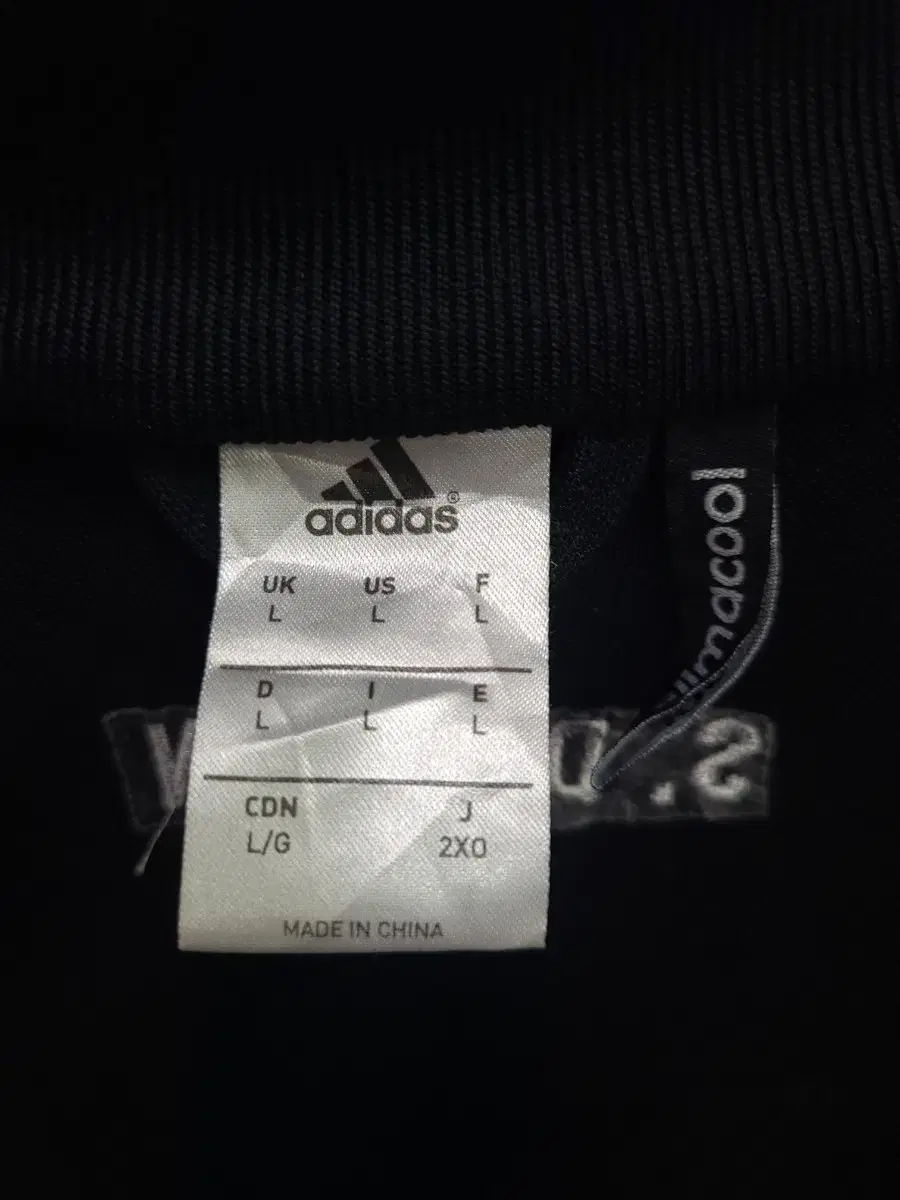 adidas®
UK US F
L L L
D I E
L L L
CDN J
L/G 2XO
MADE IN CHINA
climacool